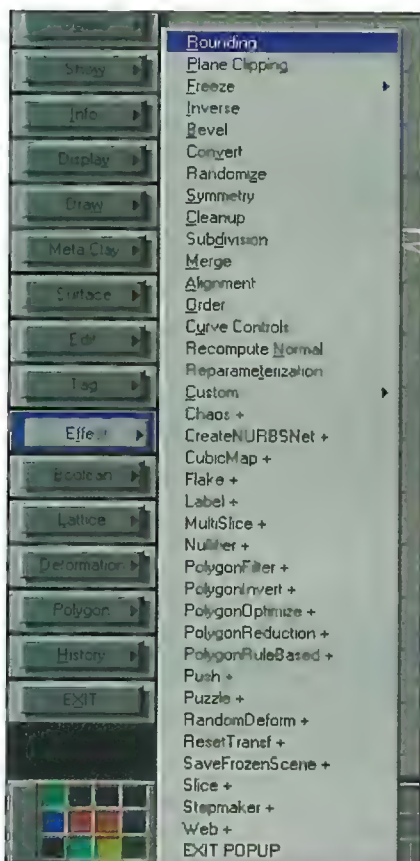 Show
Info
Display
Draw
Meta Clay
Surface
Edit
Tag
Effect
Boolean
Lattice
Deformation
Polygon
History
EXIT
Rounding
Plane Clipping
Freeze
Inverse
Bevel
Convert
Randomize
Symmetry
Cleanup
Subdivision
Merge
Alignment
Order
Curve Controls
Recompute Normal
Reparameterization
Custom
Chaos +
CreateNURBSNet +
CubicMap +
Flake +
Label +
MultiSlice +
Nullifier +
PolygonFilter +
PolygonInvert +
PolygonOptimize +
PolygonReduction +
PolygonRuleBased +
Push +
Puzzle +
RandomDeform +
ResetTransf +
SaveFrozenScene +
Slice +
Stepmaker +
Web +
EXIT POPUP